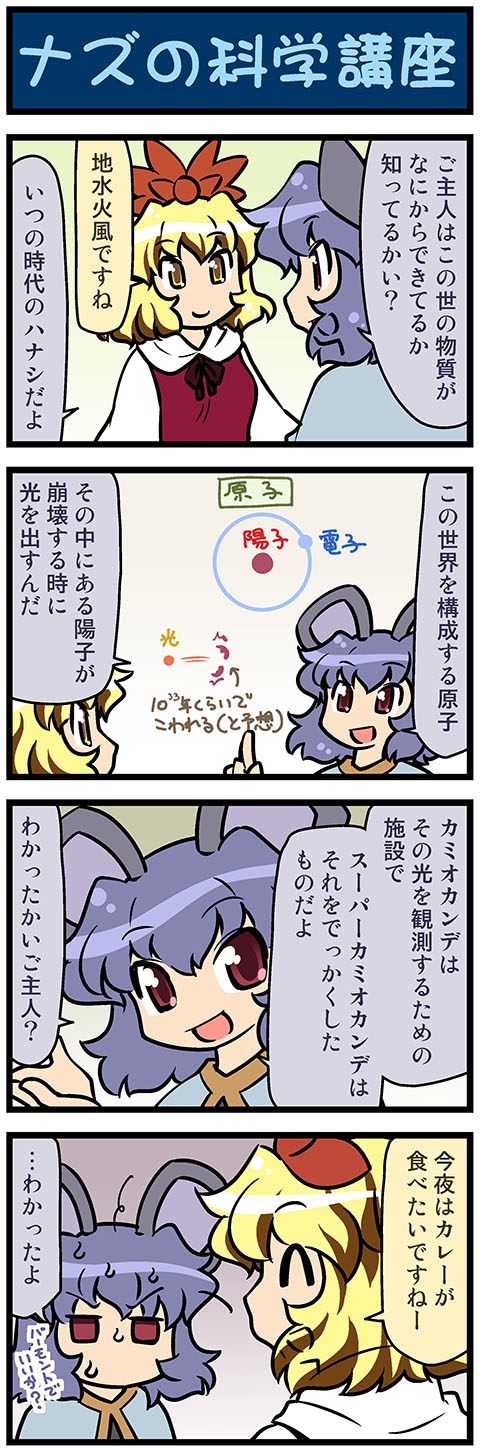 ナズの科学講座
ご主人はこの世の物質が
なにからできてるか
知ってるかい？
地水火風ですね
いつの時代のハナシだよ
この世界を構成する原子
原子
陽子
電子
光
10³³年くらいで
こわれる(と予想)
その中にある陽子が
崩壊する時に
光を出すんだ
カミオカンデは
その光を観測するための
施設で
スーパーカミオカンデは
それをでっかくした
ものだよ
わかったかいご主人？
今夜はカレーが
食べたいですねー
…わかったよ
バーモントで
いいか？